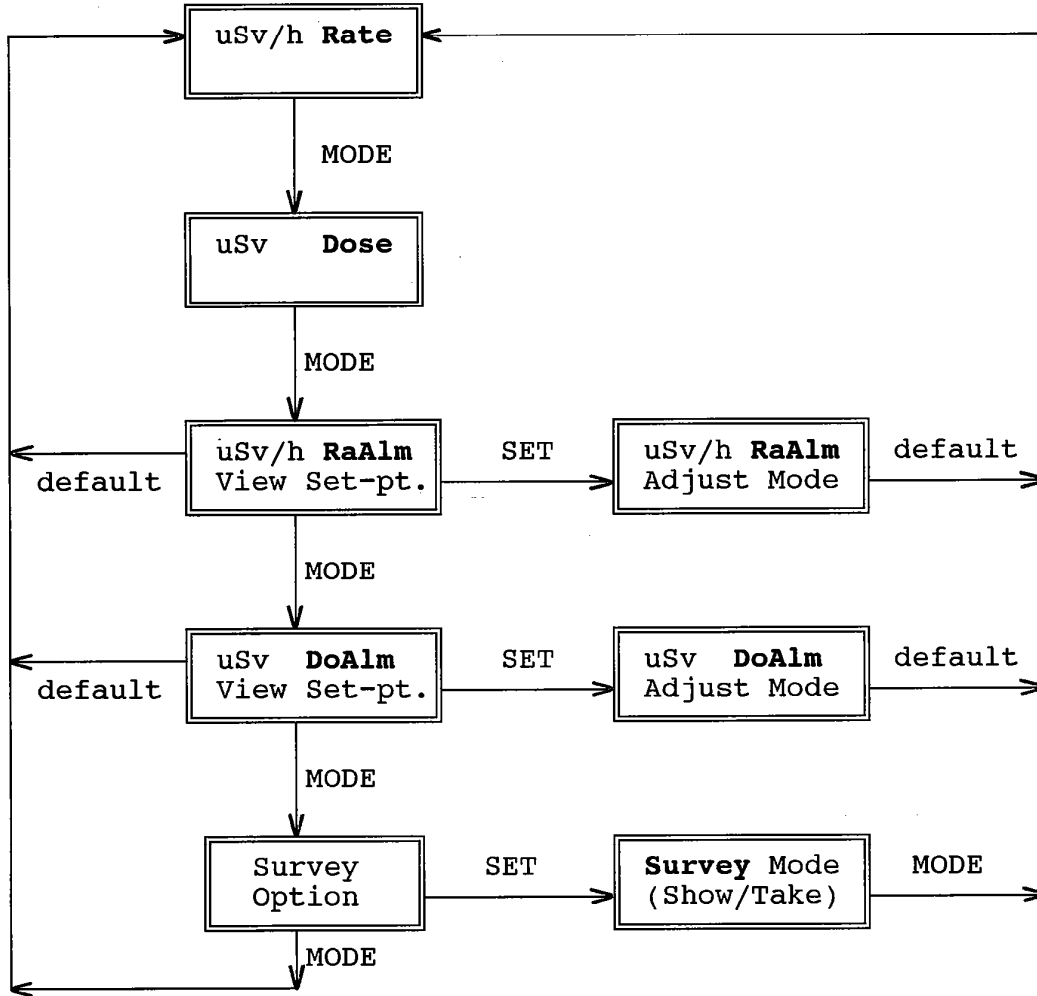 uSv/h Rate
MODE
uSv Dose
MODE
uSv/h RaAlm
View Set-pt.
default
SET
uSv/h RaAlm
Adjust Mode
default
MODE
uSv DoAlm
View Set-pt.
default
SET
uSv DoAlm
Adjust Mode
default
MODE
Survey
Option
SET
Survey Mode
(Show/Take)
MODE
MODE